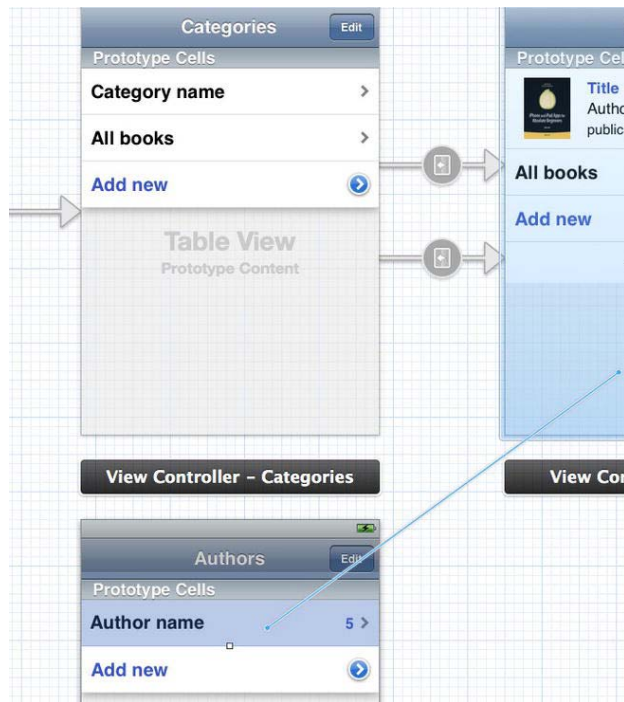 Categories
Edit
Prototype Cells
Category name
All books
Add new
Table View
Prototype Content
View Controller – Categories
Authors
Edit
Prototype Cells
Author name
5
Add new
Prototype Cel
Title
Autho
public
All books
Add new
View Con